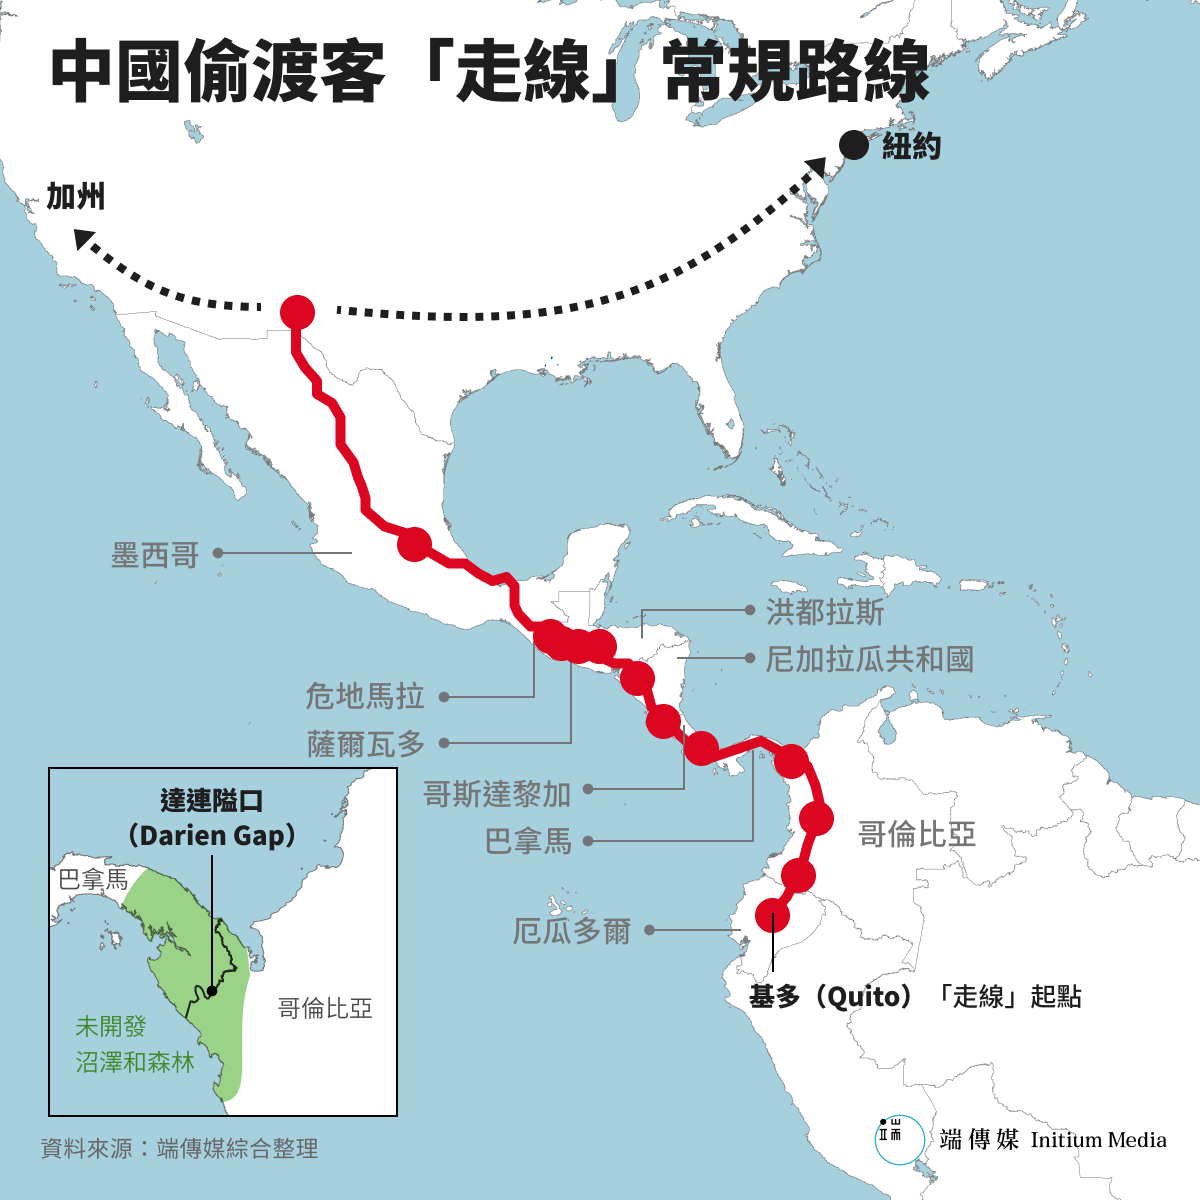 中國偷渡客「走線」常規路線
紐約
加州
墨西哥
洪都拉斯
尼加拉瓜共和國
危地馬拉
薩爾瓦多
哥斯達黎加
巴拿馬
哥倫比亞
厄瓜多爾
基多（Quito）「走線」起點
達連隘口
（Darien Gap）
巴拿馬
哥倫比亞
未開發
沼澤和森林
資料來源：端傳媒綜合整理
端傳媒 Initium Media